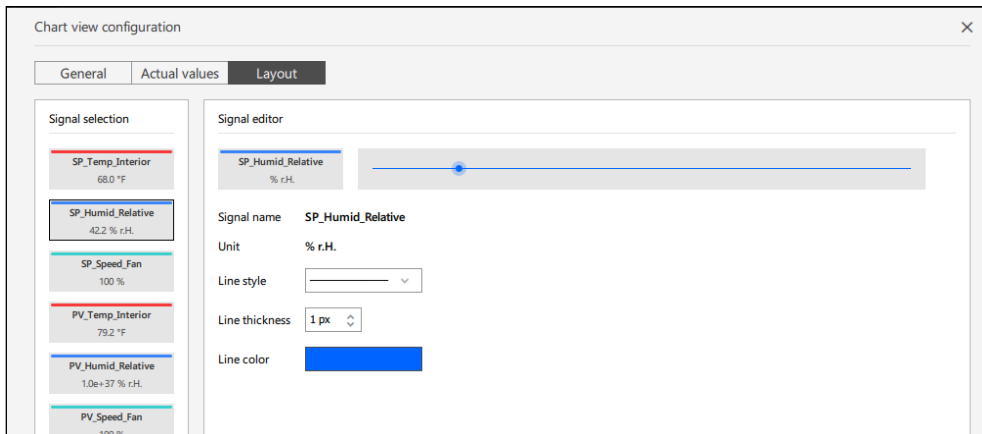 Chart view configuration
General
Actual values
Layout
Signal selection
SP_Temp_Interior
68.0 °F
SP_Humid_Relative
42.2 % r.H.
SP_Speed_Fan
100 %
PV_Temp_Interior
79.2 °F
PV_Humid_Relative
1.0e+37 % r.H.
PV_Speed_Fan
100 %
Signal editor
SP_Humid_Relative
% r.H.
Signal name SP_Humid_Relative
Unit % r.H.
Line style
Line thickness 1 px
Line color